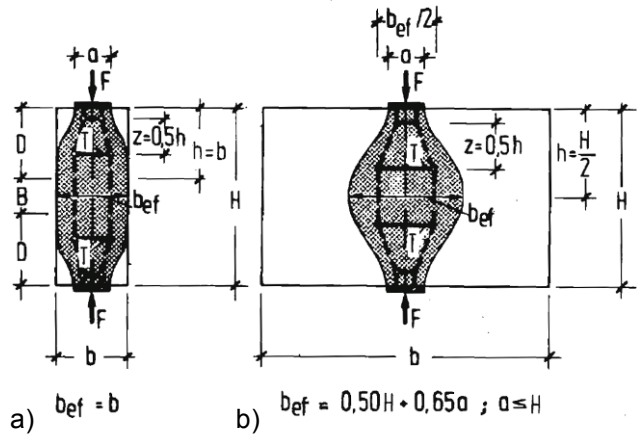 a
F
D
B
D
T
T
z=0,5h
h=b
bef
H
F
b
a) bef = b
bef/2
a
F
T
T
z=0,5h
h=H/2
bef
H
F
b
b) bef = 0,50H + 0,65a ; a≤H